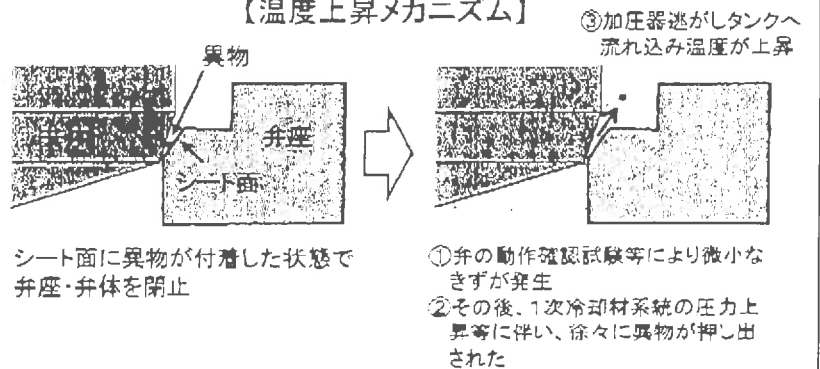 【温度上昇メカニズム】
③加圧器逃がしタンクへ
流れ込み温度が上昇
異物
弁体
弁座
シート面
シート面に異物が付着した状態で
弁座・弁体を閉止
①弁の動作確認試験等により微小な
きずが発生
②その後、1次冷却材系統の圧力上
昇等に伴い、徐々に異物が押し出
された